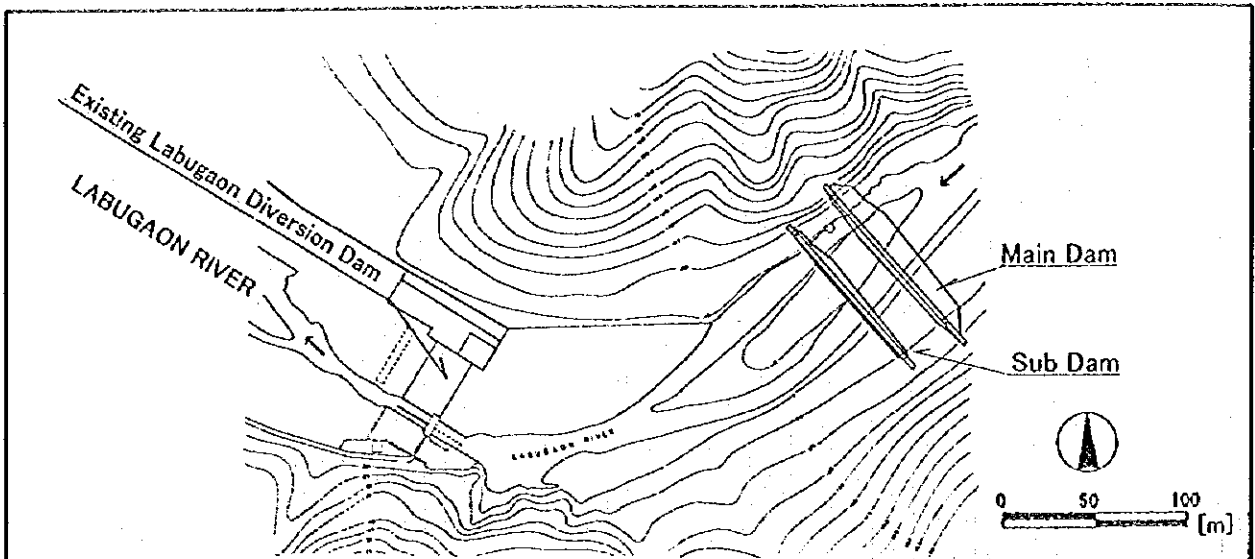 Existing Labugaon Diversion Dam
LABUGAON RIVER
Main Dam
Sub Dam
LABUGAON RIVER
0 50 100
[m]